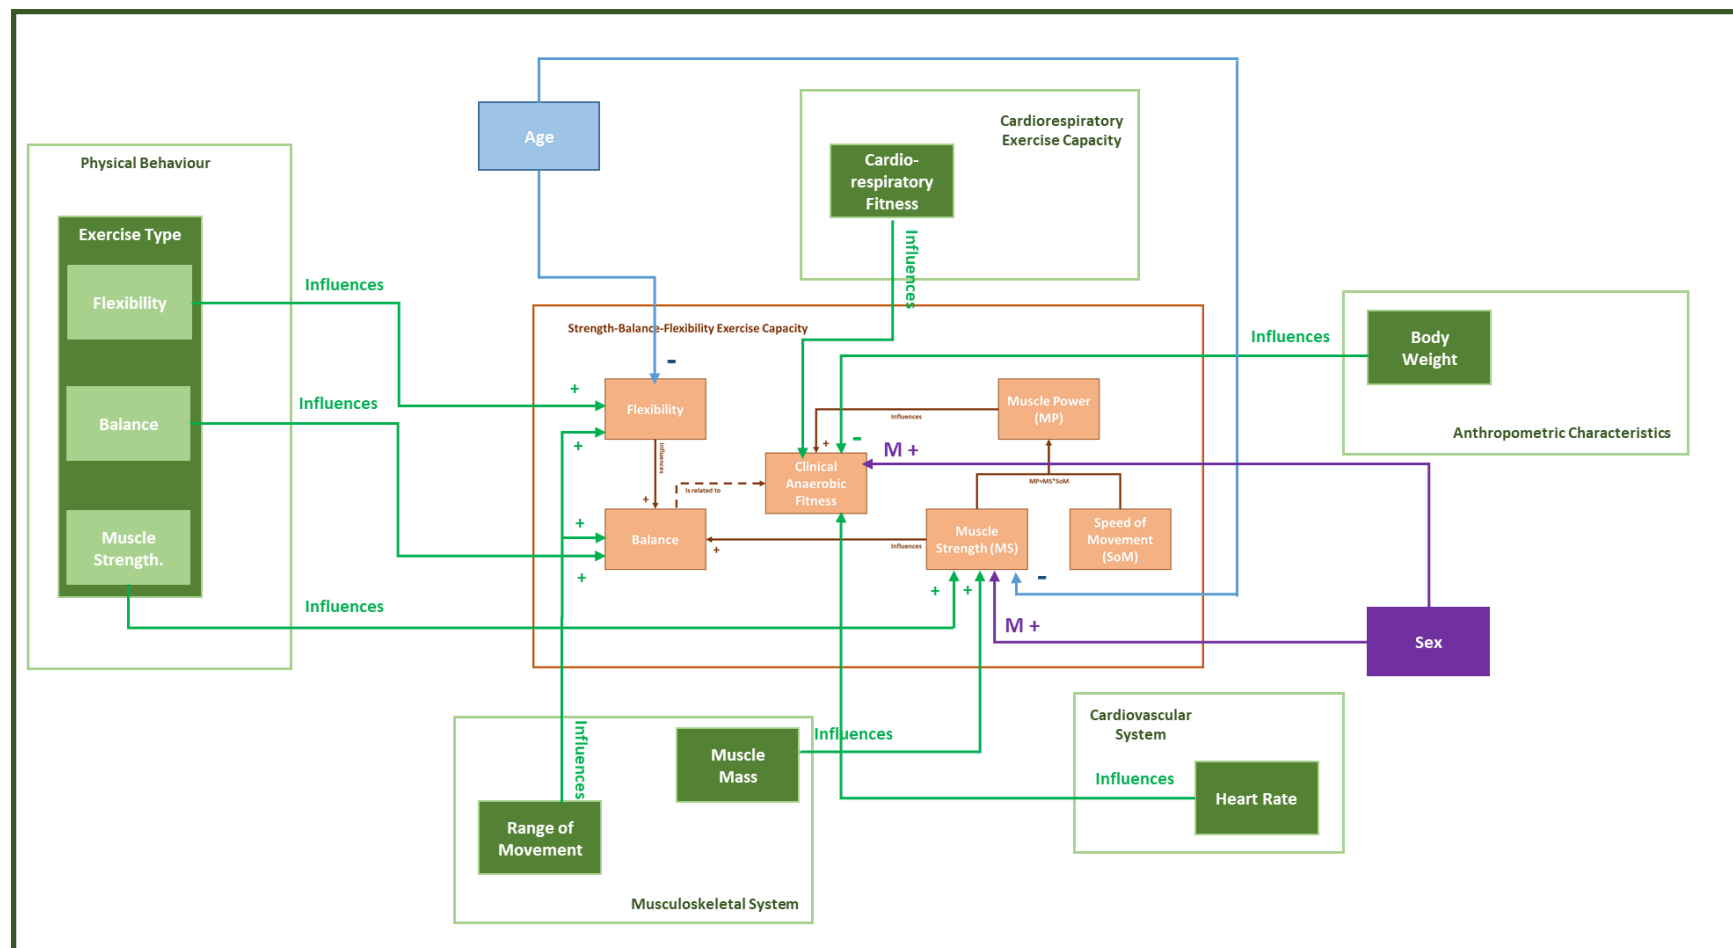 Age
Cardiorespiratory
Exercise Capacity
Cardio-
respiratory
Fitness
Influences
Physical Behaviour
Exercise Type
Flexibility
Balance
Muscle
Strength.
Influences
Influences
Influences
Strength-Balance-Flexibility Exercise Capacity
-
+
Flexibility
+
Influences
+
Is related to
+
Balance
+
Clinical
Anaerobic
Fitness
+
-
Influences
Muscle Power
(MP)
MP=MS*SoM
Muscle
Strength (MS)
Influences
+
Speed of
Movement
(SoM)
+
+
-
M +
M +
Influences
Body
Weight
Anthropometric Characteristics
Sex
Influences
Muscle
Mass
Influences
Range of
Movement
Musculoskeletal System
Cardiovascular
System
Influences
Heart Rate